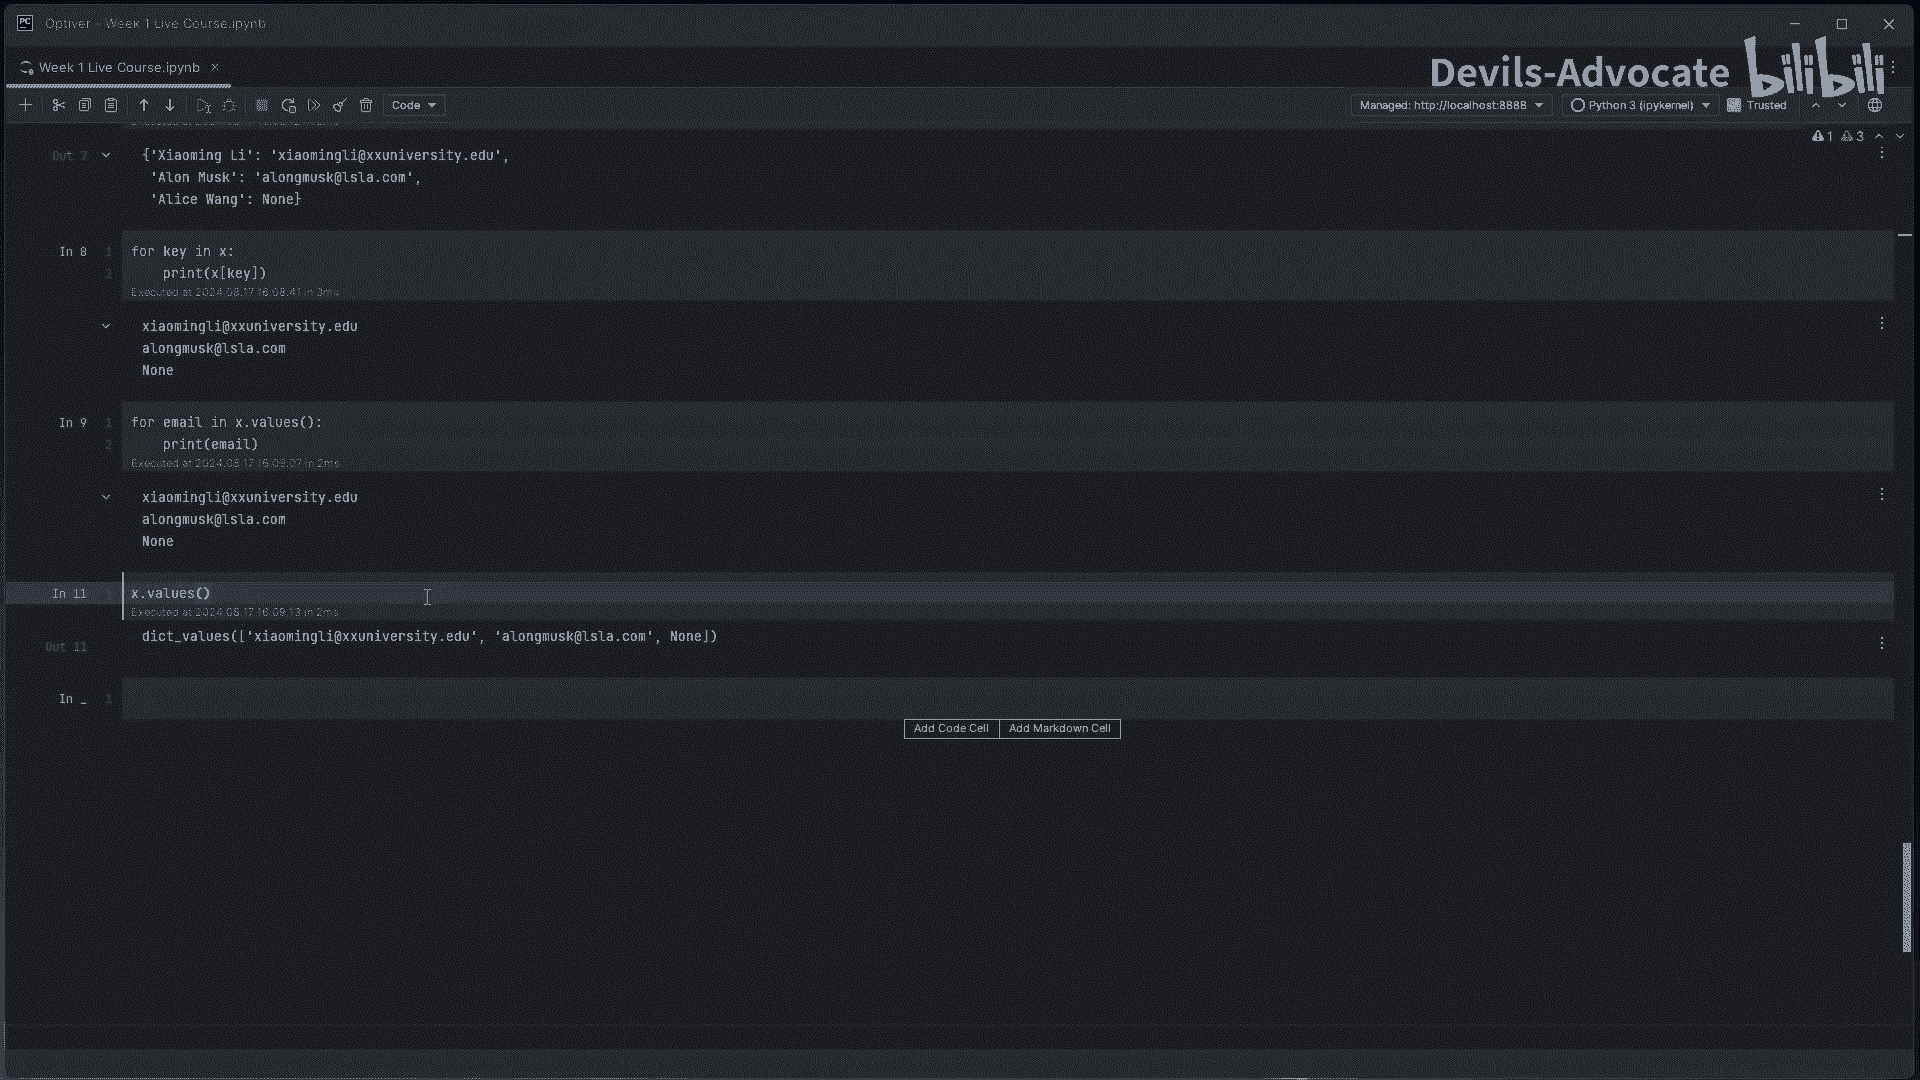 PC Optiver - Week 1 Live Course.ipynb
Week 1 Live Course.ipynb
Devils-Advocate bilibili
Code
Managed: http://localhost:8888
Python 3 (ipykernel)
Trusted
1 3
Out 7
{'Xiaoming Li': 'xiaomingli@xxuniversity.edu',
'Alon Musk': 'alongmusk@lsla.com',
'Alice Wang': None}
In 8
1 for key in x:
2 print(x[key])
Executed at 2024.08.17 16:08:41 in 3ms
xiaomingli@xxuniversity.edu
alongmusk@lsla.com
None
In 9
1 for email in x.values():
2 print(email)
Executed at 2024.08.17 16:09:07 in 2ms
xiaomingli@xxuniversity.edu
alongmusk@lsla.com
None
In 11
x.values()
Executed at 2024.08.17 16:09:13 in 2ms
dict_values(['xiaomingli@xxuniversity.edu', 'alongmusk@lsla.com', None])
Out 11
In _ 1
Add Code Cell Add Markdown Cell